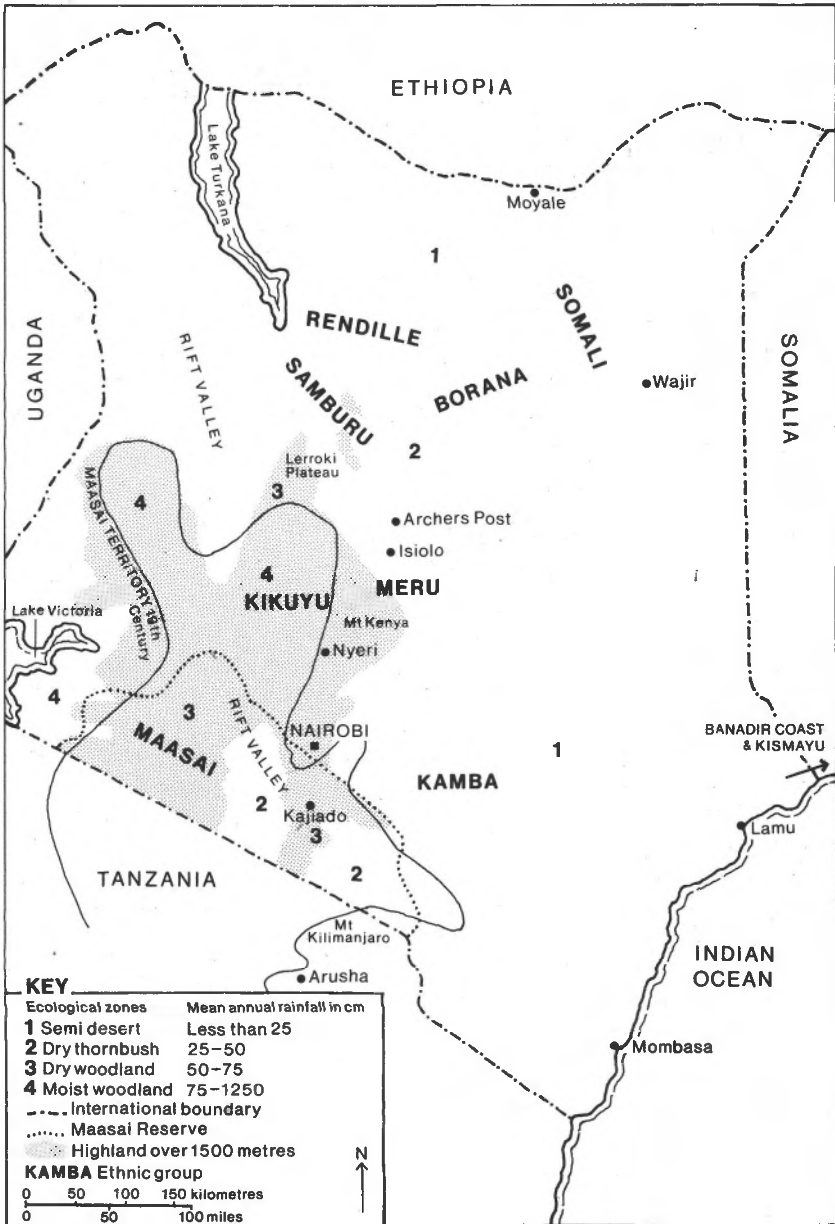 ETHIOPIA
Lake Turkana
Moyale
1
UGANDA
RIFT VALLEY
RENDILLE
SOMALI
SOMALIA
SAMBURU
BORANA
Wajir
2
Lerroki
Plateau
3
4
MAASAI TERRITORY 19th
Century
Archers Post
Isiolo
4
KIKUYU
MERU
Mt Kenya
Lake Victoria
Nyeri
4
3
MAASAI
RIFT VALLEY
NAIROBI
1
BANADIR COAST
& KISMAYU
KAMBA
2
Kajiado
3
Lamu
2
TANZANIA
Mt
Kilimanjaro
Arusha
INDIAN
OCEAN
Mombasa
KEY
Ecological zones Mean annual rainfall in cm
1 Semi desert Less than 25
2 Dry thornbush 25–50
3 Dry woodland 50–75
4 Moist woodland 75–1250
International boundary
Maasai Reserve
Highland over 1500 metres
KAMBA Ethnic group
N
0 50 100 150 kilometres
0 50 100 miles